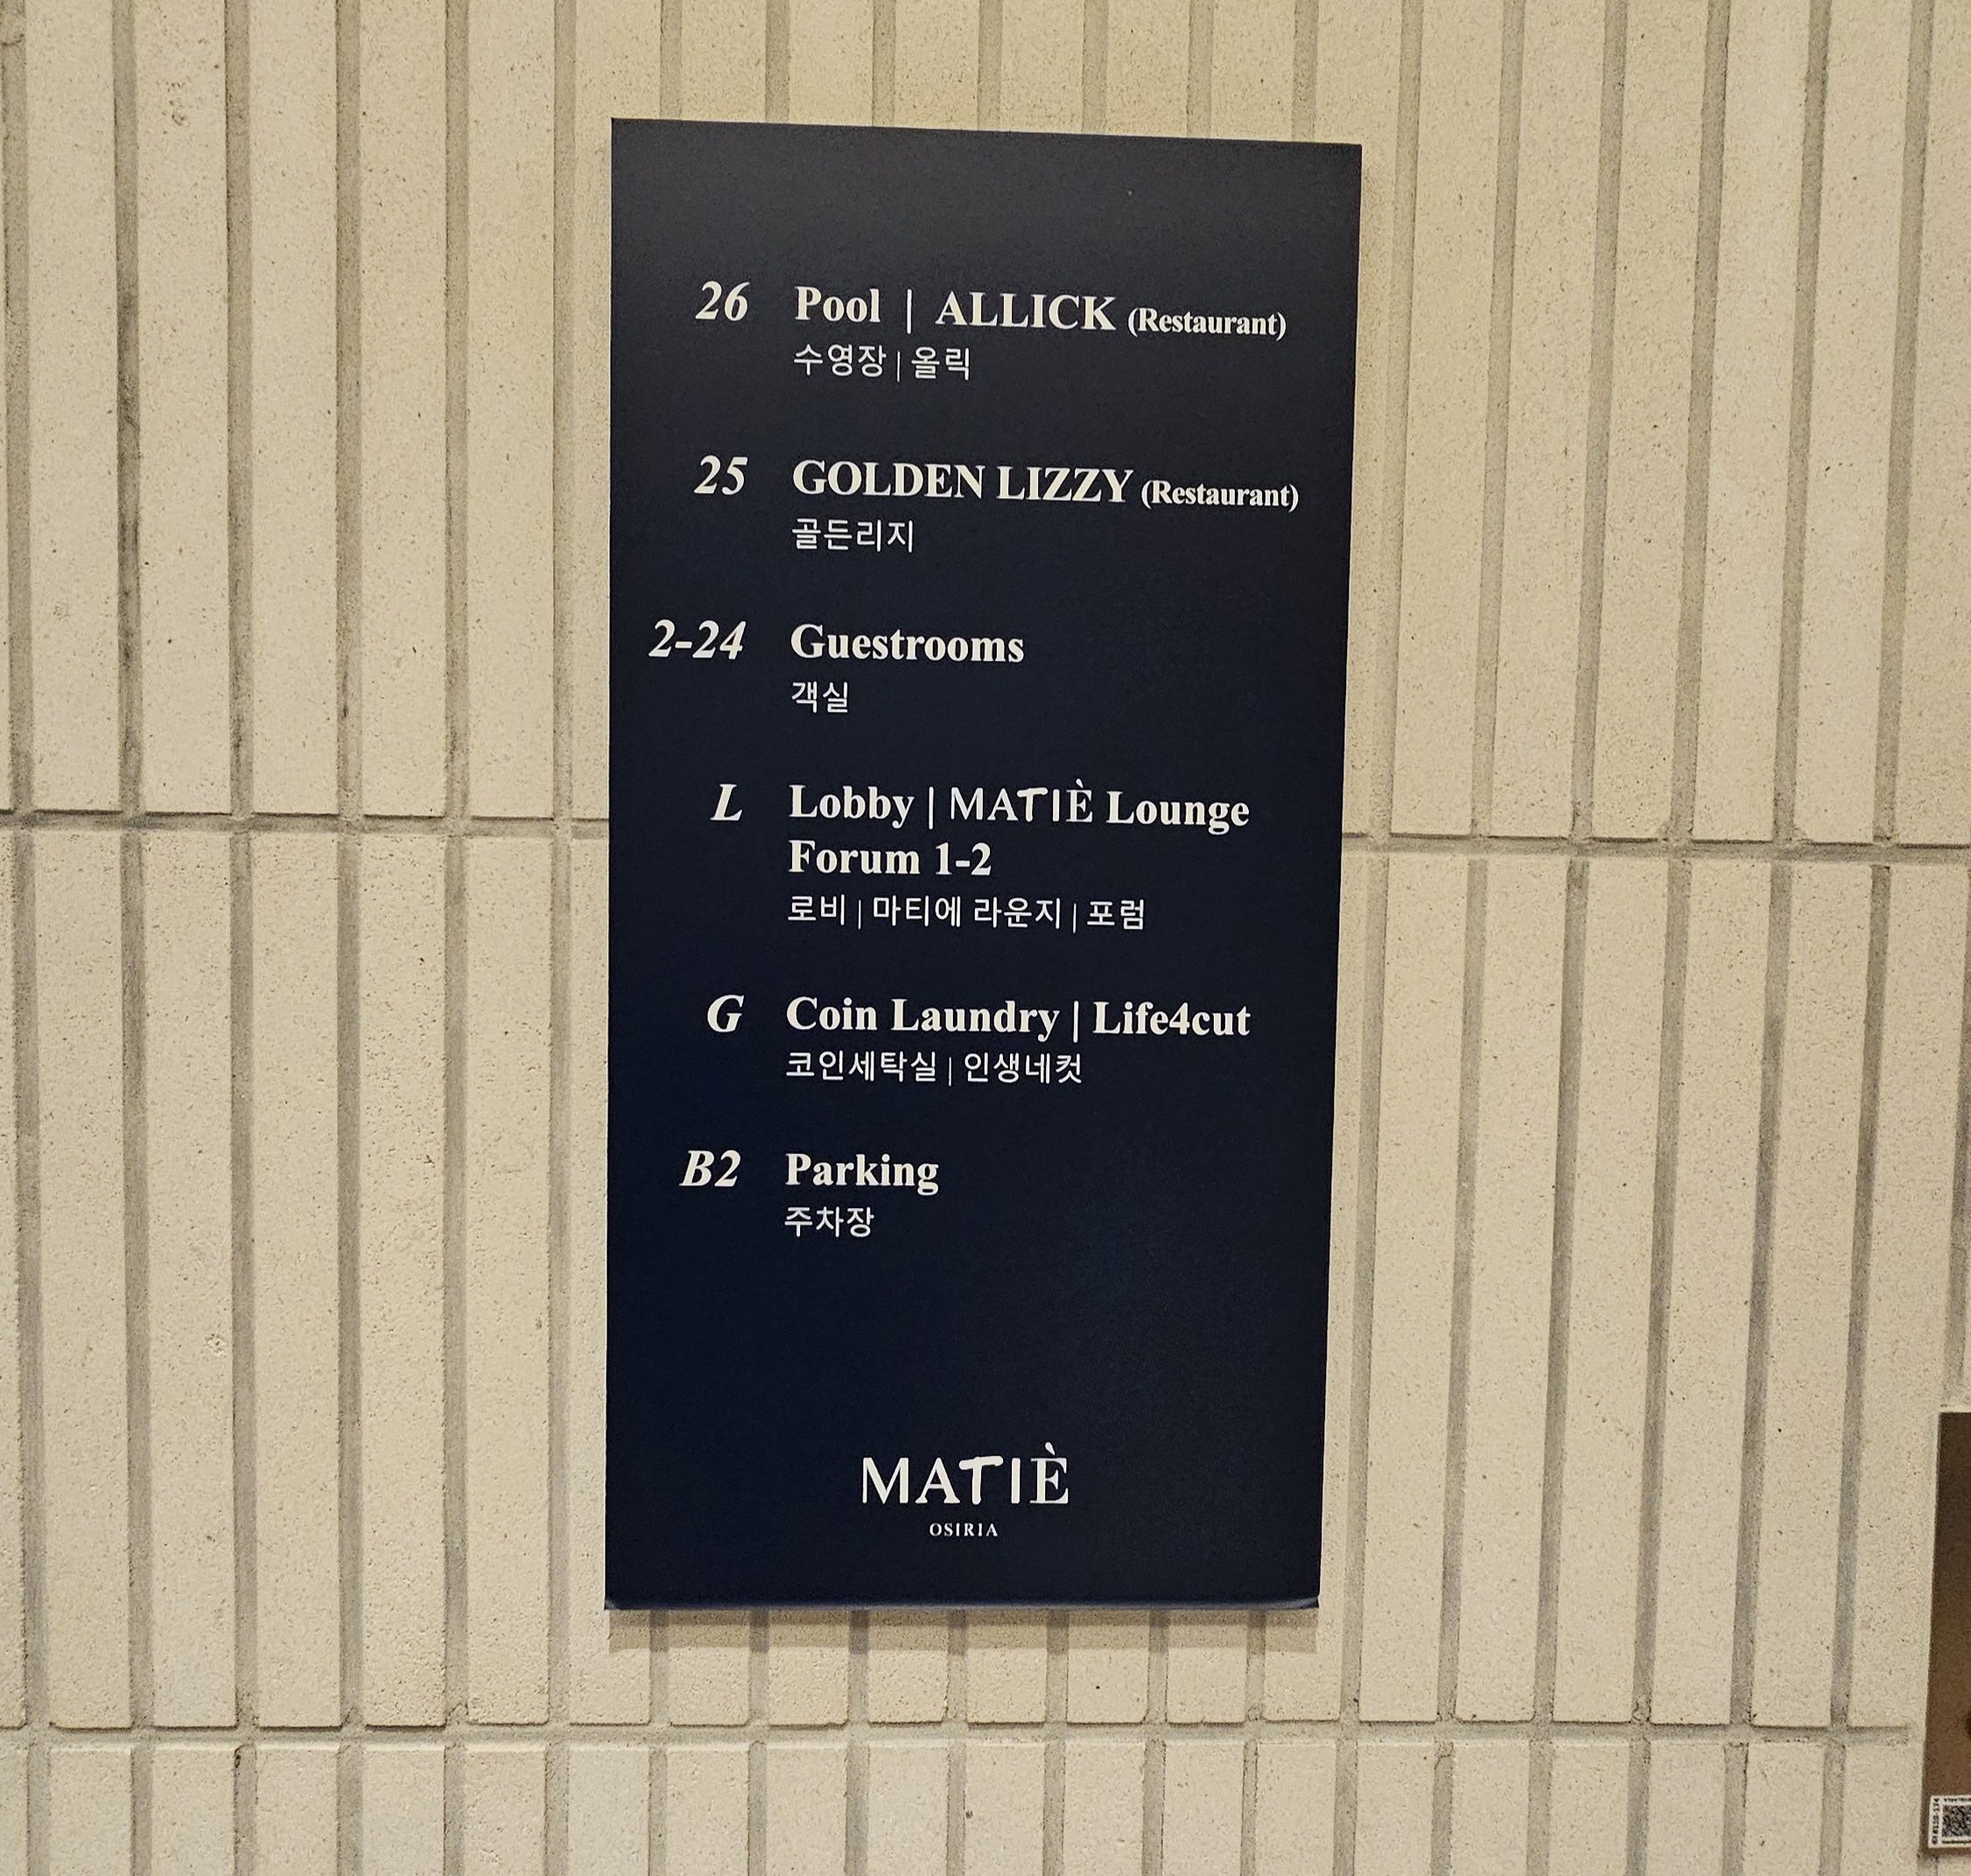 26 Pool | ALLICK (Restaurant)
수영장 | 올릭
25 GOLDEN LIZZY (Restaurant)
골든리지
2-24 Guestrooms
객실
L Lobby | MATIÈ Lounge
Forum 1-2
로비 | 마티에 라운지 | 포럼
G Coin Laundry | Life4cut
코인세탁실 | 인생네컷
B2 Parking
주차장
MATIÈ
OSIRIA